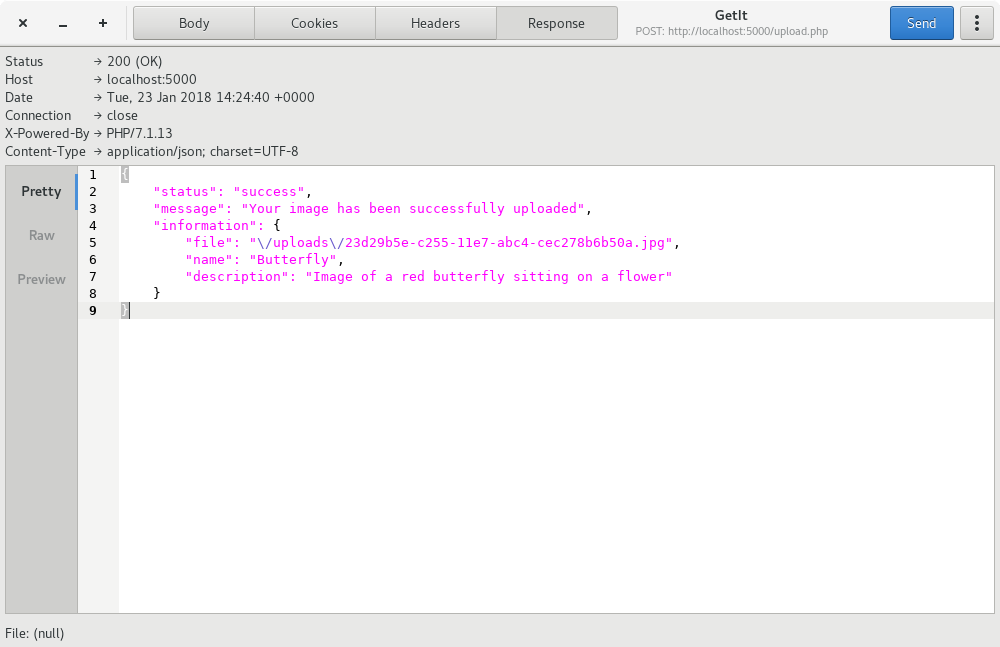 × – + Body Cookies Headers Response GetIt Send
POST: http://localhost:5000/upload.php
Status → 200 (OK)
Host → localhost:5000
Date → Tue, 23 Jan 2018 14:24:40 +0000
Connection → close
X-Powered-By → PHP/7.1.13
Content-Type → application/json; charset=UTF-8
Pretty
Raw
Preview
1 {
2     "status": "success",
3     "message": "Your image has been successfully uploaded",
4     "information": {
5         "file": "\/uploads\/23d29b5e-c255-11e7-abc4-cec278b6b50a.jpg",
6         "name": "Butterfly",
7         "description": "Image of a red butterfly sitting on a flower"
8     }
9 }
File: (null)